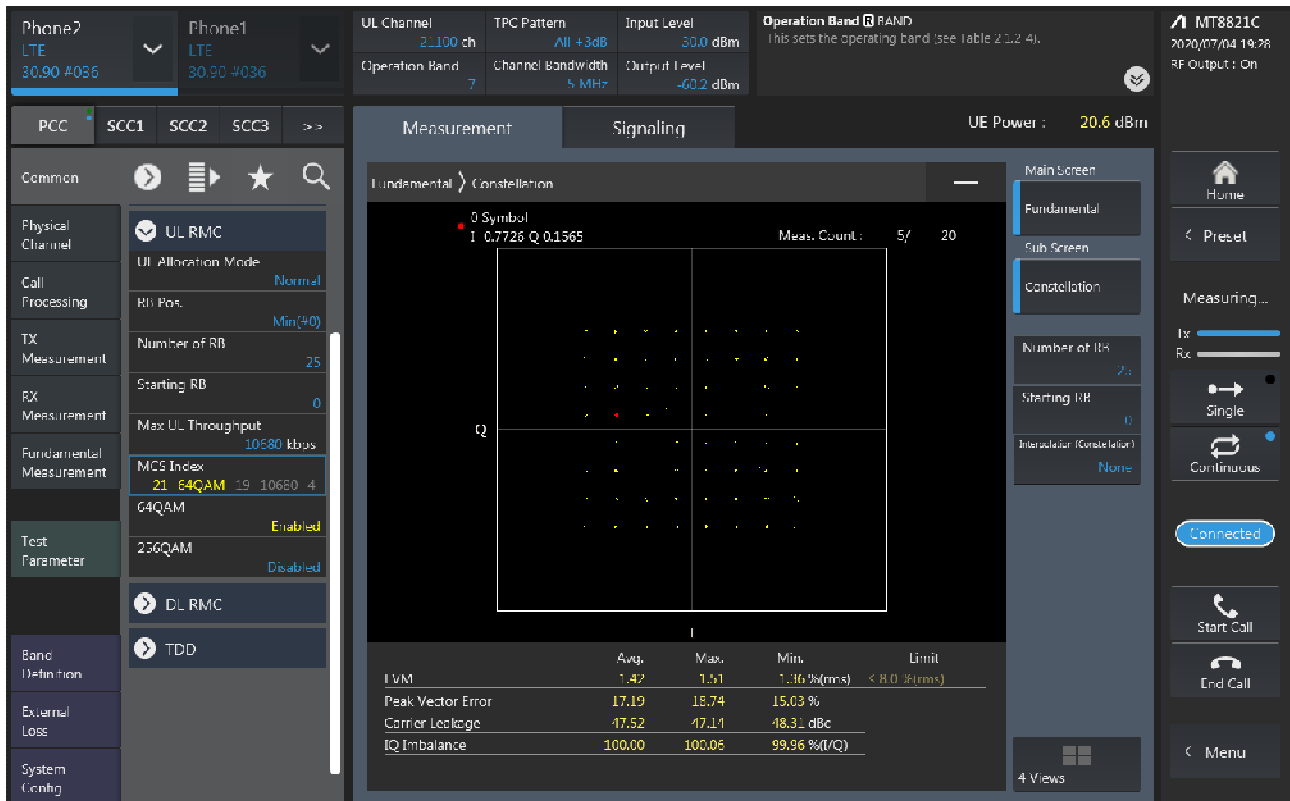 Phone2
LTE
30.90 #036
Phone1
LTE
30.90 #036
UL Channel
21100 ch
TPC Pattern
All +3dB
Input Level
30.0 dBm
Operation Band
7
Channel Bandwidth
5 MHz
Output Level
-60.2 dBm
Operation Band R BAND
This sets the operating band (see Table 2.1.2-4).
MT8821C
2020/07/04 19:28
RF Output : On
PCC
SCC1
SCC2
SCC3
>>
Measurement
Signaling
UE Power :
20.6 dBm
Common
Physical
Channel
Call
Processing
TX
Measurement
RX
Measurement
Fundamental
Measurement
Test
Parameter
Band
Definition
External
Loss
System
Config
UL RMC
UL Allocation Mode
Normal
RB Pos.
Min(#0)
Number of RB
25
Starting RB
0
Max UL Throughput
10680 kbps
MCS Index
21 64QAM 19 10680 4
64QAM
Enabled
256QAM
Disabled
DL RMC
TDD
Fundamental
Constellation
0 Symbol
I 0.7726 Q 0.1565
Meas. Count : 5/ 20
Q
I
Avg. Max. Min. Limit
EVM 1.42 1.51 1.36 %(rms) < 8.0 %(rms)
Peak Vector Error 17.19 18.74 15.03 %
Carrier Leakage 47.52 47.14 48.31 dBc
IQ Imbalance 100.00 100.06 99.96 %(I/Q)
Main Screen
Fundamental
Sub Screen
Constellation
Number of RB
25
Starting RB
0
Interpolation (Constellation)
None
4 Views
Home
< Preset
Measuring...
Tx
Rx
Single
Continuous
Connected
Start Call
End Call
< Menu